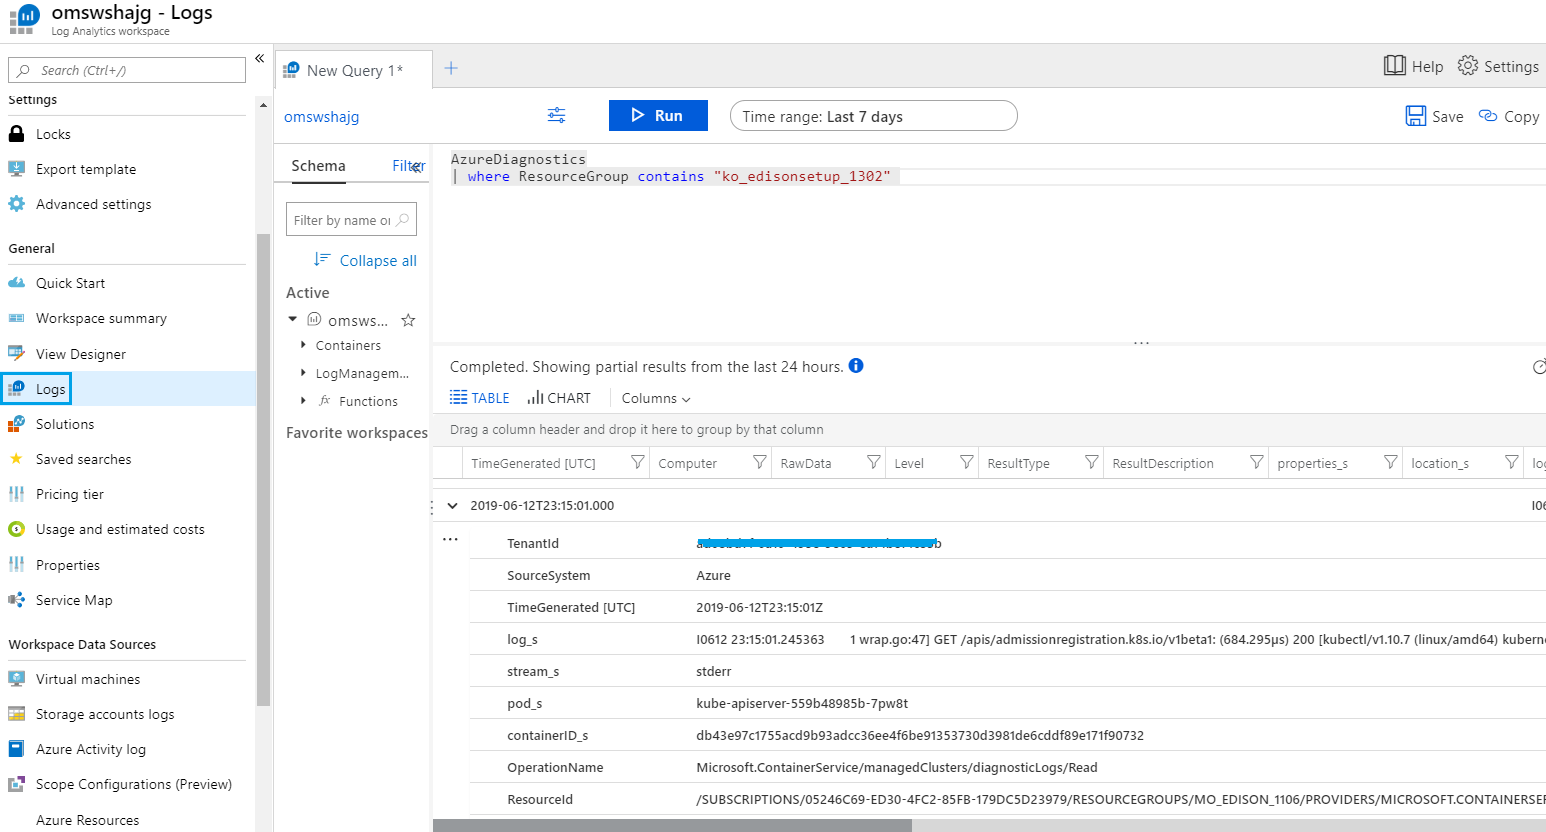 omswshajg - Logs
Log Analytics workspace
Search (Ctrl+/)
Settings
Locks
Export template
Advanced settings
General
Quick Start
Workspace summary
View Designer
Logs
Solutions
Saved searches
Pricing tier
Usage and estimated costs
Properties
Service Map
Workspace Data Sources
Virtual machines
Storage accounts logs
Azure Activity log
Scope Configurations (Preview)
Azure Resources
New Query 1*
Help
Settings
omswshajg
Run
Time range: Last 7 days
Save
Copy
Schema
Filter
Filter by name or
Collapse all
Active
omsws...
Containers
LogManagem...
fx Functions
Favorite workspaces
AzureDiagnostics
| where ResourceGroup contains "ko_edisonsetup_1302"
Completed. Showing partial results from the last 24 hours.
TABLE
CHART
Columns
Drag a column header and drop it here to group by that column
TimeGenerated [UTC] Computer RawData Level ResultType ResultDescription properties_s location_s
2019-06-12T23:15:01.000 I06
TenantId
SourceSystem Azure
TimeGenerated [UTC] 2019-06-12T23:15:01Z
log_s I0612 23:15:01.245363 1 wrap.go:47] GET /apis/admissionregistration.k8s.io/v1beta1: (684.295µs) 200 [kubectl/v1.10.7 (linux/amd64) kuberne
stream_s stderr
pod_s kube-apiserver-559b48985b-7pw8t
containerID_s db43e97c1755acd9b93adcc36ee4f6be91353730d3981de6cddf89e171f90732
OperationName Microsoft.ContainerService/managedClusters/diagnosticLogs/Read
ResourceId /SUBSCRIPTIONS/05246C69-ED30-4FC2-85FB-179DC5D23979/RESOURCEGROUPS/MO_EDISON_1106/PROVIDERS/MICROSOFT.CONTAINERSER